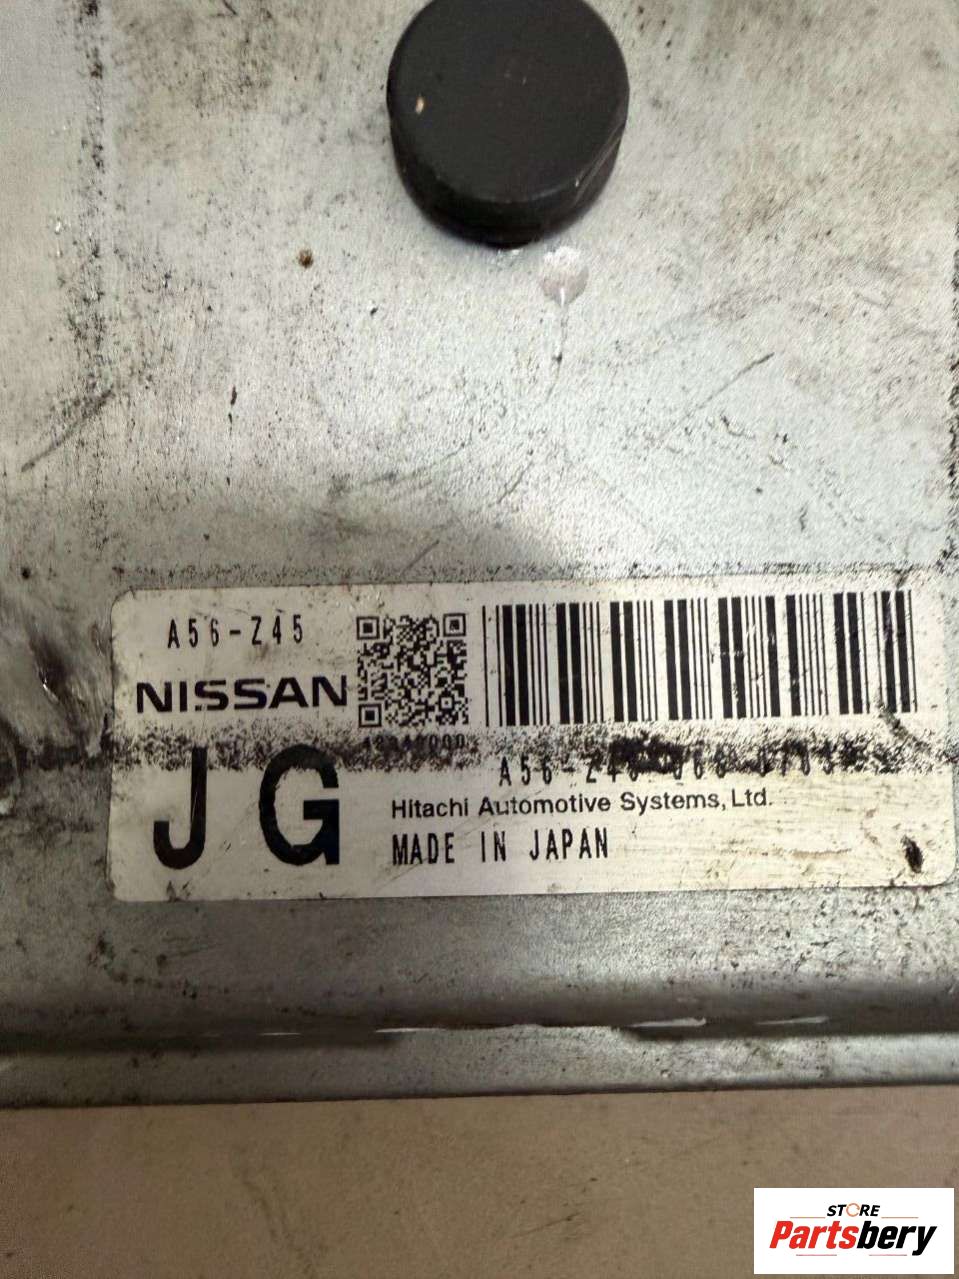 A56-Z45
NISSAN
JG
Hitachi Automotive Systems, Ltd.
MADE IN JAPAN
STORE
Partsbery